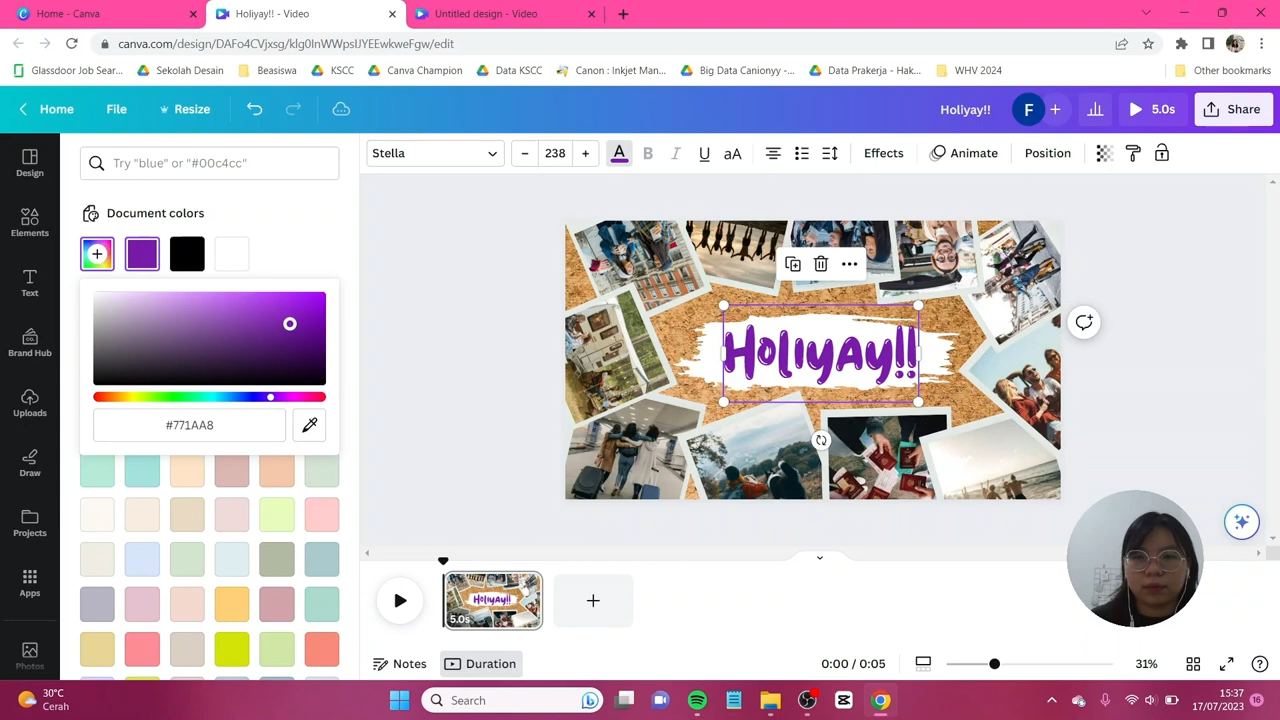 Home - Canva
Holiyay!! - Video
Untitled design - Video
canva.com/design/DAFo4CVjxsg/klg0InWWpsIJYEEwkweFgw/edit
Glassdoor Job Sear...
Sekolah Desain
Beasiswa
KSCC
Canva Champion
Data KSCC
Canon : Inkjet Man...
Big Data Canionyy -...
Data Prakerja - Hak...
WHV 2024
Other bookmarks
Home
File
Resize
Holiyay!!
F
5.0s
Share
Design
Elements
Text
Brand Hub
Uploads
Draw
Projects
Apps
Photos
Try "blue" or "#00c4cc"
Document colors
#771AA8
Stella
238
A
B
I
U
aA
Effects
Animate
Position
Holiyay!!
Holiyay!!
5.0s
Notes
Duration
0:00 / 0:05
31%
30°C
Cerah
Search
15:37
17/07/2023
16